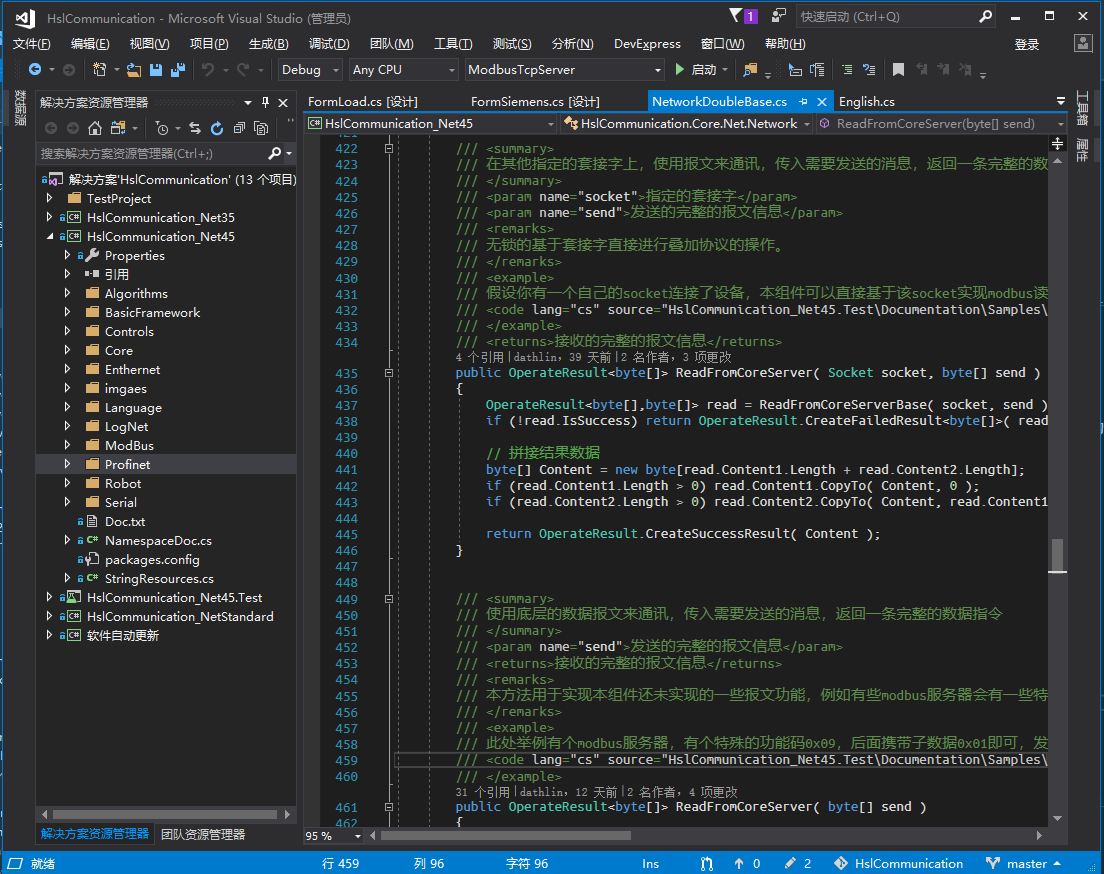 HslCommunication - Microsoft Visual Studio (管理员)
1
快速启动 (Ctrl+Q)
文件(F) 编辑(E) 视图(V) 项目(P) 生成(B) 调试(D) 团队(M) 工具(T) 测试(S) 分析(N) DevExpress 窗口(W) 帮助(H) 登录
Debug Any CPU ModbusTcpServer 启动
数据源
解决方案资源管理器
搜索解决方案资源管理器(Ctrl+;)
解决方案'HslCommunication' (13 个项目)
TestProject
HslCommunication_Net35
HslCommunication_Net45
Properties
引用
Algorithms
BasicFramework
Controls
Core
Enthernet
imgaes
Language
LogNet
ModBus
Profinet
Robot
Serial
Doc.txt
NamespaceDoc.cs
packages.config
StringResources.cs
HslCommunication_Net45.Test
HslCommunication_NetStandard
软件自动更新
解决方案资源管理器 团队资源管理器
FormLoad.cs [设计] FormSiemens.cs [设计] NetworkDoubleBase.cs English.cs
HslCommunication_Net45 HslCommunication.Core.Net.Network ReadFromCoreServer(byte[] send)
421
422 /// <summary>
423 /// 在其他指定的套接字上，使用报文来通讯，传入需要发送的消息，返回一条完整的数
424 /// </summary>
425 /// <param name="socket">指定的套接字</param>
426 /// <param name="send">发送的完整的报文信息</param>
427 /// <remarks>
428 /// 无锁的基于套接字直接进行叠加协议的操作。
429 /// </remarks>
430 /// <example>
431 /// 假设你有一个自己的socket连接了设备，本组件可以直接基于该socket实现modbus读
432 /// <code lang="cs" source="HslCommunication_Net45.Test\Documentation\Samples\
433 /// </example>
434 /// <returns>接收的完整的报文信息</returns>
4 个引用|dathlin，39 天前|2 名作者，3 项更改
435 public OperateResult<byte[]> ReadFromCoreServer( Socket socket, byte[] send )
436 {
437 OperateResult<byte[],byte[]> read = ReadFromCoreServerBase( socket, send )
438 if (!read.IsSuccess) return OperateResult.CreateFailedResult<byte[]>( read
439
440 // 拼接结果数据
441 byte[] Content = new byte[read.Content1.Length + read.Content2.Length];
442 if (read.Content1.Length > 0) read.Content1.CopyTo( Content, 0 );
443 if (read.Content2.Length > 0) read.Content2.CopyTo( Content, read.Content1
444
445 return OperateResult.CreateSuccessResult( Content );
446 }
447
448
449 /// <summary>
450 /// 使用底层的数据报文来通讯，传入需要发送的消息，返回一条完整的数据指令
451 /// </summary>
452 /// <param name="send">发送的完整的报文信息</param>
453 /// <returns>接收的完整的报文信息</returns>
454 /// <remarks>
455 /// 本方法用于实现本组件还未实现的一些报文功能，例如有些modbus服务器会有一些特
456 /// </remarks>
457 /// <example>
458 /// 此处举例有个modbus服务器，有个特殊的功能码0x09，后面携带子数据0x01即可，发
459 /// <code lang="cs" source="HslCommunication_Net45.Test\Documentation\Samples\
460 /// </example>
31 个引用|dathlin，12 天前|2 名作者，4 项更改
461 public OperateResult<byte[]> ReadFromCoreServer( byte[] send )
462 {
95 %
工具箱
属性
就绪 行 459 列 96 字符 96 Ins 0 2 HslCommunication master